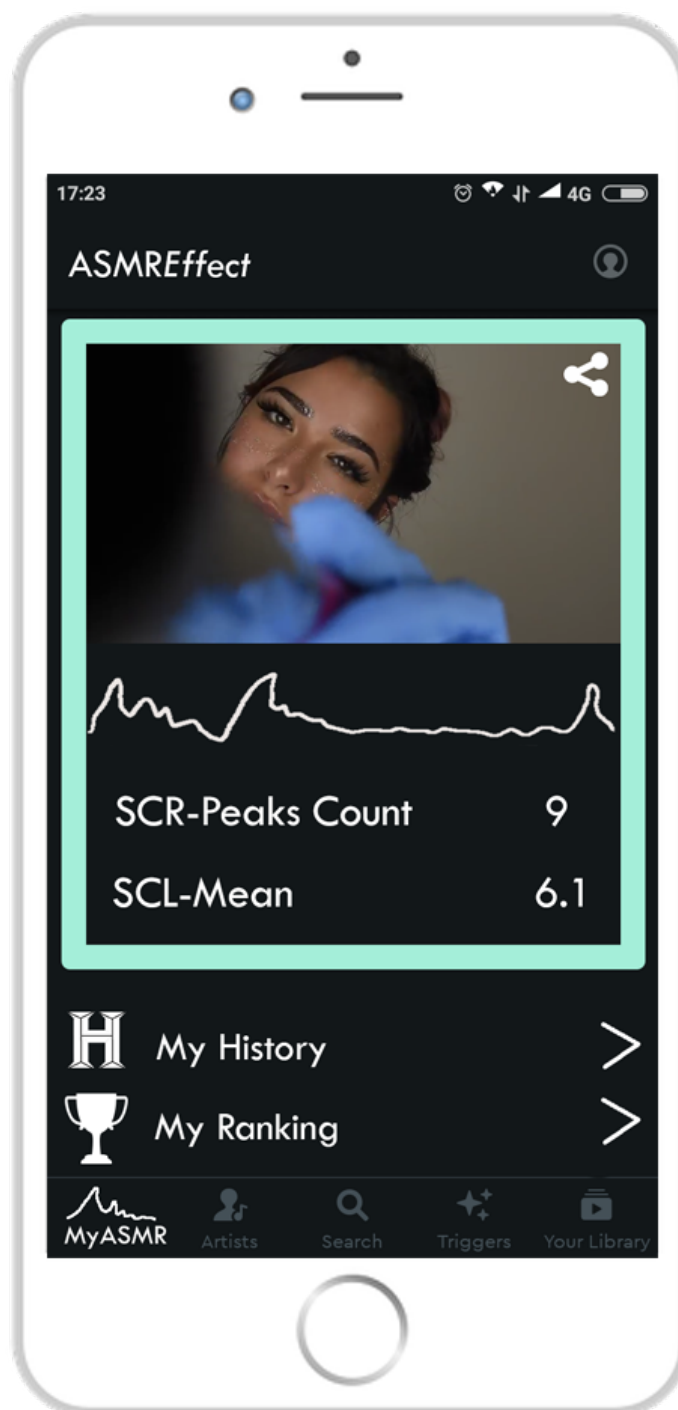 17:23 4G
ASMREffect
SCR-Peaks Count 9
SCL-Mean 6.1
H My History
My Ranking
MyASMR Artists Search Triggers Your Library